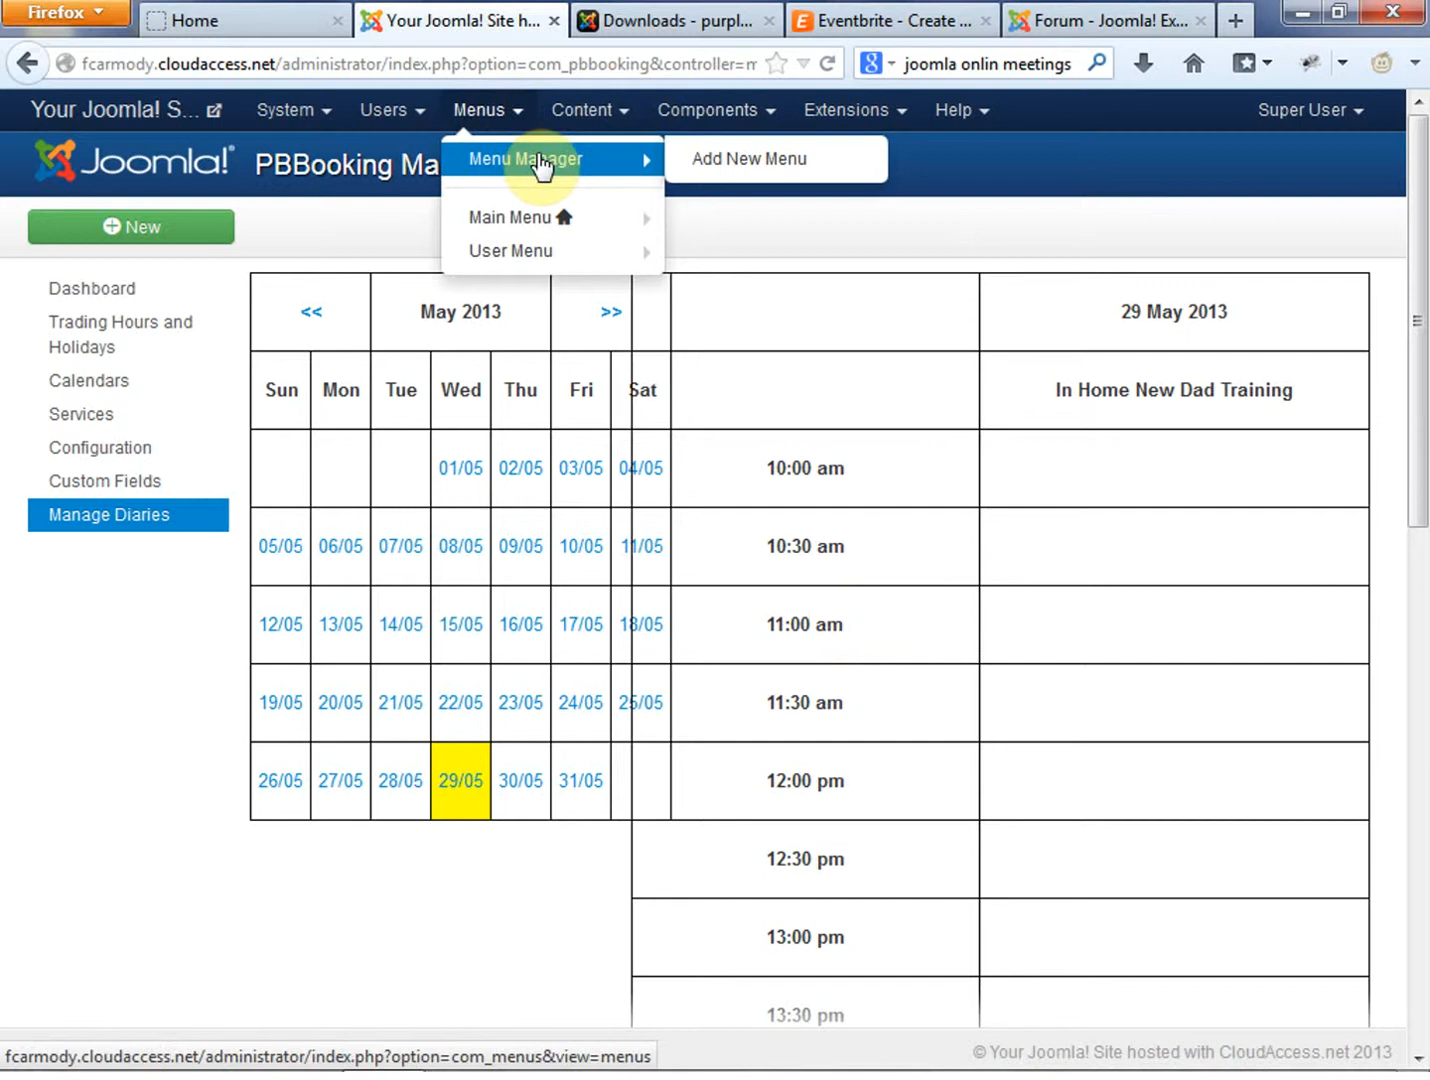 Firefox
Home
Your Joomla! Site h...
Downloads - purpl...
Eventbrite - Create ...
Forum - Joomla! Ex...
fcarmody.cloudaccess.net/administrator/index.php?option=com_pbbooking&controller=m
joomla onlin meetings
Your Joomla! S...
System
Users
Menus
Content
Components
Extensions
Help
Super User
Joomla!
PBBooking Ma
Menu Manager
Add New Menu
Main Menu
User Menu
New
Dashboard
Trading Hours and
Holidays
Calendars
Services
Configuration
Custom Fields
Manage Diaries
<< May 2013 >>
29 May 2013
Sun Mon Tue Wed Thu Fri Sat
In Home New Dad Training
01/05 02/05 03/05 04/05
10:00 am
05/05 06/05 07/05 08/05 09/05 10/05 11/05
10:30 am
12/05 13/05 14/05 15/05 16/05 17/05 18/05
11:00 am
19/05 20/05 21/05 22/05 23/05 24/05 25/05
11:30 am
26/05 27/05 28/05 29/05 30/05 31/05
12:00 pm
12:30 pm
13:00 pm
13:30 pm
fcarmody.cloudaccess.net/administrator/index.php?option=com_menus&view=menus
© Your Joomla! Site hosted with CloudAccess.net 2013